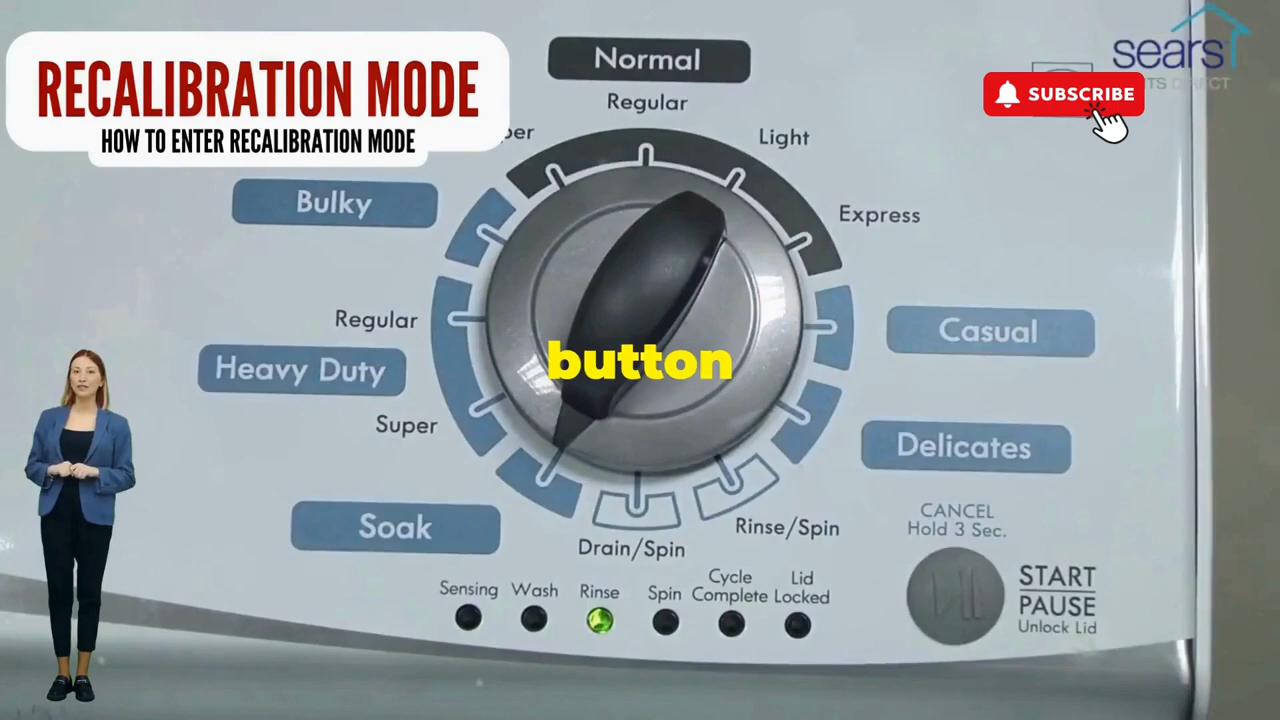 sears
RECALIBRATION MODE
HOW TO ENTER RECALIBRATION MODE
SUBSCRIBE
DIRECT
Normal
Regular
Light
Express
Bulky
Regular
Heavy Duty
Super
Casual
button
Delicates
Soak
Drain/Spin
Rinse/Spin
CANCEL
Hold 3 Sec.
Sensing
Wash
Rinse
Spin
Cycle
Complete
Lid
Locked
START
PAUSE
Unlock Lid